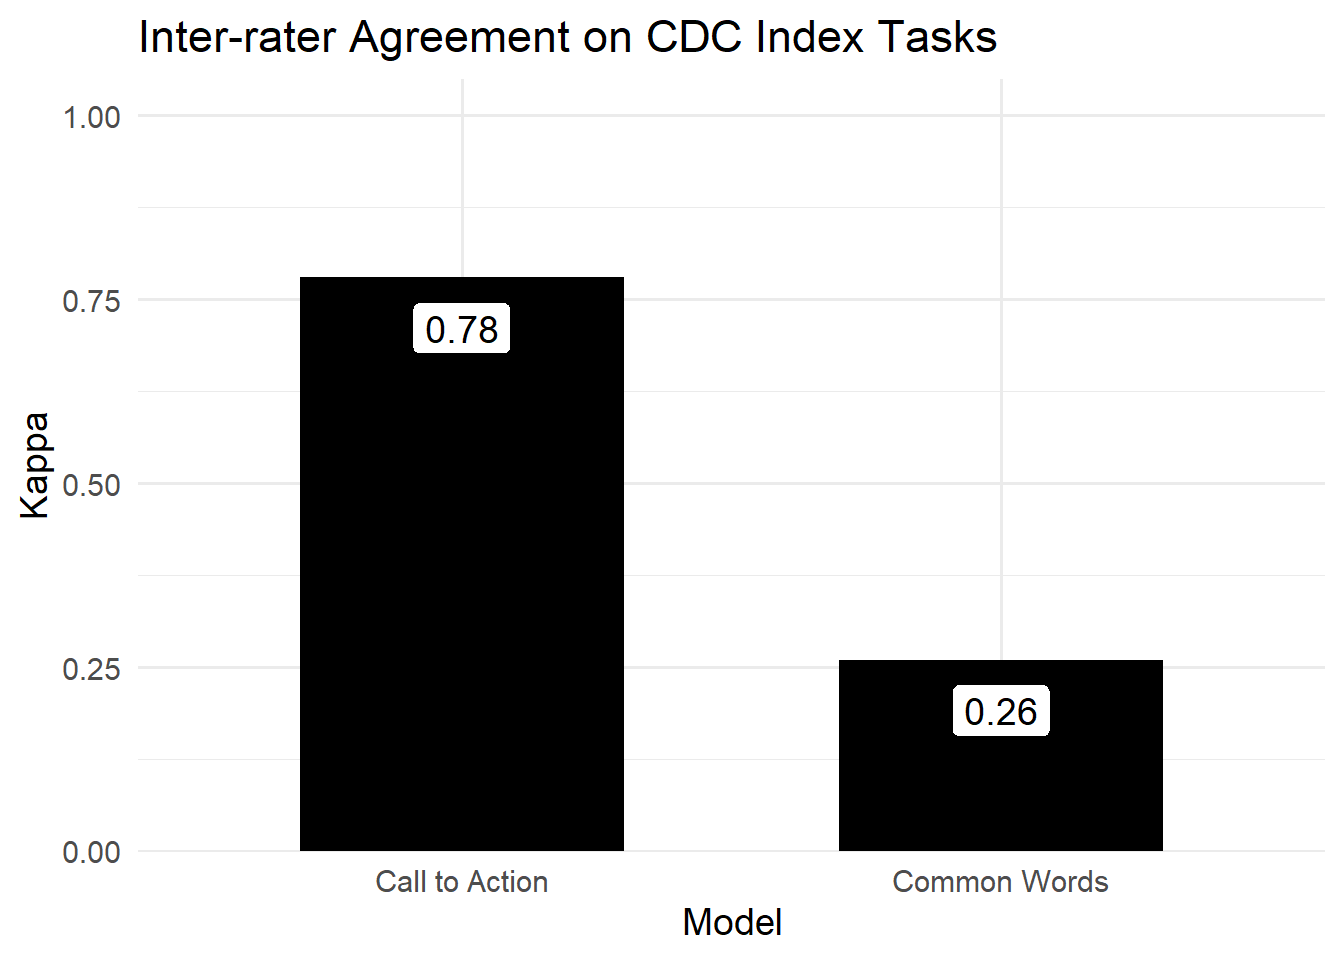 Inter-rater Agreement on CDC Index Tasks
1.00
0.75
0.50
0.25
0.00
Kappa
0.78
0.26
Call to Action
Common Words
Model